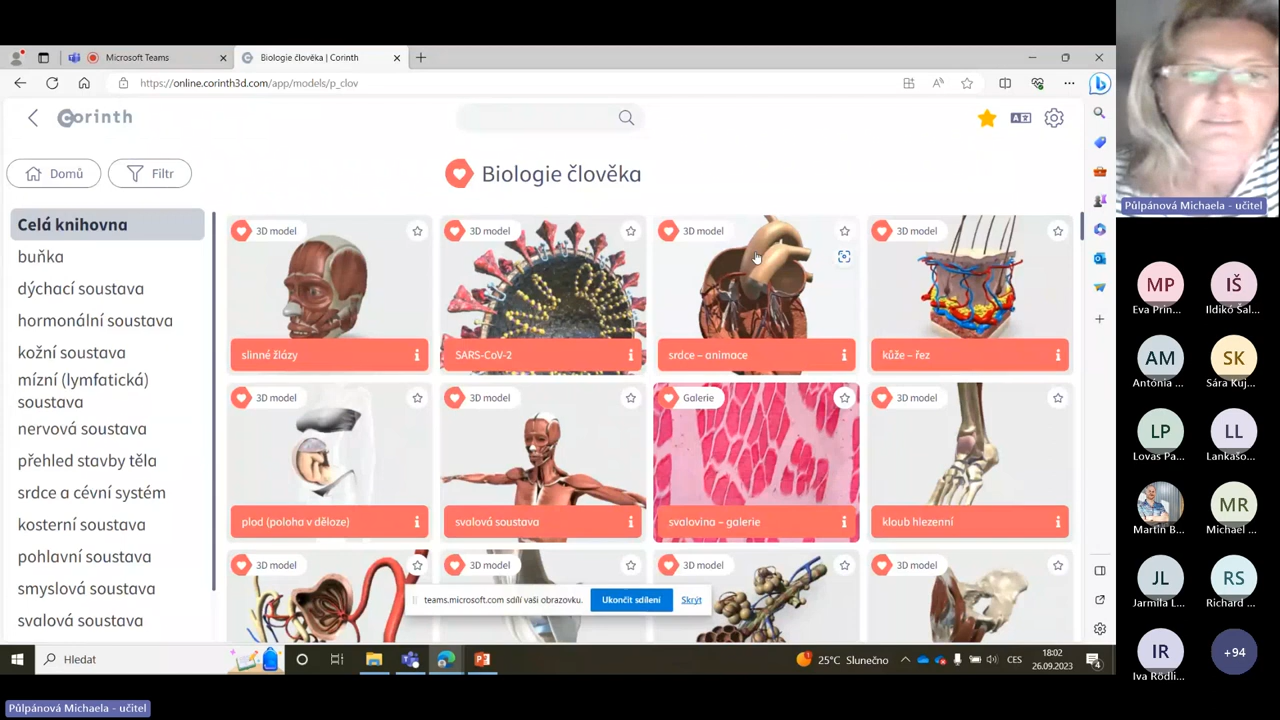 Microsoft Teams
Biologie člověka | Corinth
https://online.corinth3d.com/app/models/p_clov
corinth
Domů
Filtr
Biologie člověka
Celá knihovna
buňka
dýchací soustava
hormonální soustava
kožní soustava
mízní (lymfatická)
soustava
nervová soustava
přehled stavby těla
srdce a cévní systém
kosterní soustava
pohlavní soustava
smyslová soustava
svalová soustava
3D model
3D model
3D model
3D model
slinné žlázy
SARS-CoV-2
srdce – animace
kůže – řez
3D model
3D model
Galerie
3D model
plod (poloha v děloze)
svalová soustava
svalovina – galerie
kloub hlezenní
3D model
3D model
3D model
3D model
teams.microsoft.com sdílí vaši obrazovku.
Ukončit sdílení
Skrýt
Hledat
25°C Slunečno
CES
18:02
26.09.2023
4
Půlpánová Michaela - učitel
MP
Eva Prin...
IŠ
Ildikó Šal...
AM
Antónia ...
SK
Sára Kuj...
LP
Lovas Pa...
LL
Lankašo...
Martin B...
MR
Michael ...
JL
Jarmila L...
RS
Richard ...
IR
Iva Rödli...
+94
Půlpánová Michaela - učitel